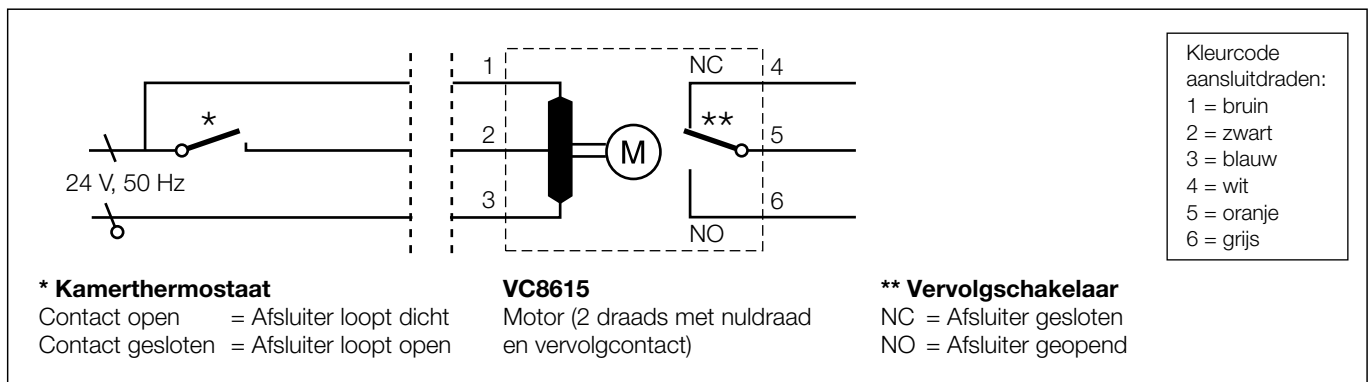 1
NC
4
*
**
2
M
5
24 V, 50 Hz
3
6
NO
Kleurcode
aansluitdraden:
1 = bruin
2 = zwart
3 = blauw
4 = wit
5 = oranje
6 = grijs
* Kamerthermostaat
Contact open = Afsluiter loopt dicht
Contact gesloten = Afsluiter loopt open
VC8615
Motor (2 draads met nuldraad
en vervolgcontact)
** Vervolgschakelaar
NC = Afsluiter gesloten
NO = Afsluiter geopend